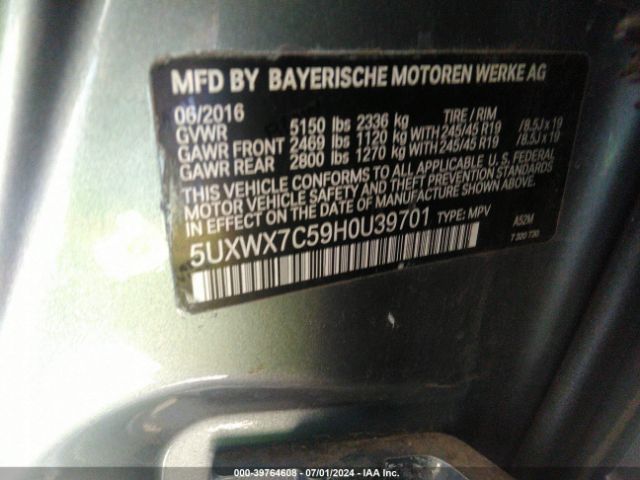 MFD BY BAYERISCHE MOTOREN WERKE AG
06/2016 TIRE / RIM
GVWR 5150 lbs 2336 kg
GAWR FRONT 2469 lbs 1120 kg WITH 245/45 R19 /8.5J x 19
GAWR REAR 2800 lbs 1270 kg WITH 245/45 R19 /8.5J x 19
THIS VEHICLE CONFORMS TO ALL APPLICABLE U. S. FEDERAL
MOTOR VEHICLE SAFETY AND THEFT PREVENTION STANDARDS
IN EFFECT ON THE DATE OF MANUFACTURE SHOWN ABOVE.
5UXWX7C59H0U39701 TYPE: MPV A52M
7 320 730
000-39764608 / 07/01/2024 - IAA Inc.